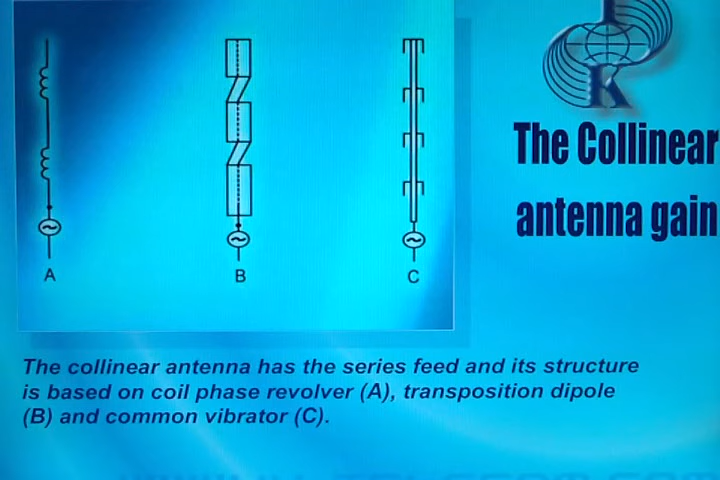 The Collinear
antenna gain
A
B
C
The collinear antenna has the series feed and its structure
is based on coil phase revolver (A), transposition dipole
(B) and common vibrator (C).